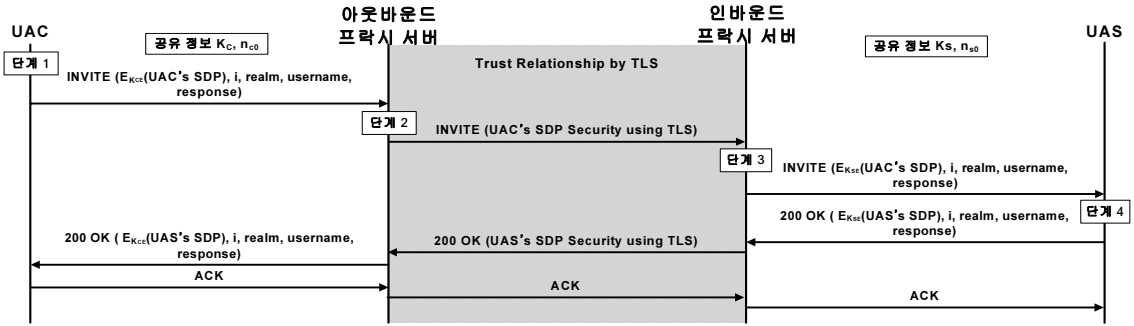 UAC
아웃바운드
프락시 서버
인바운드
프락시 서버
UAS
공유 정보 KC, nc0
공유 정보 Ks, ns0
단계 1
Trust Relationship by TLS
INVITE (EKCE(UAC's SDP), i, realm, username,
response)
단계 2
INVITE (UAC's SDP Security using TLS)
단계 3
INVITE (EKSE(UAC's SDP), i, realm, username,
response)
단계 4
200 OK ( EKSE(UAS's SDP), i, realm, username,
response)
200 OK (UAS's SDP Security using TLS)
200 OK ( EKCE(UAS's SDP), i, realm, username,
response)
ACK
ACK
ACK